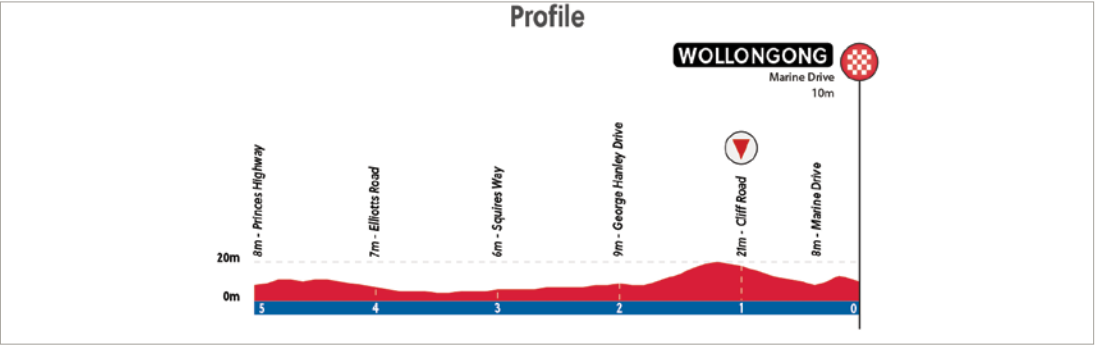 Profile
WOLLONGONG
Marine Drive
10m
8m - Princes Highway
7m - Elliotts Road
6m - Squires Way
9m - George Hanley Drive
21m - Cliff Road
8m - Marine Drive
20m
0m
5 4 3 2 1 0